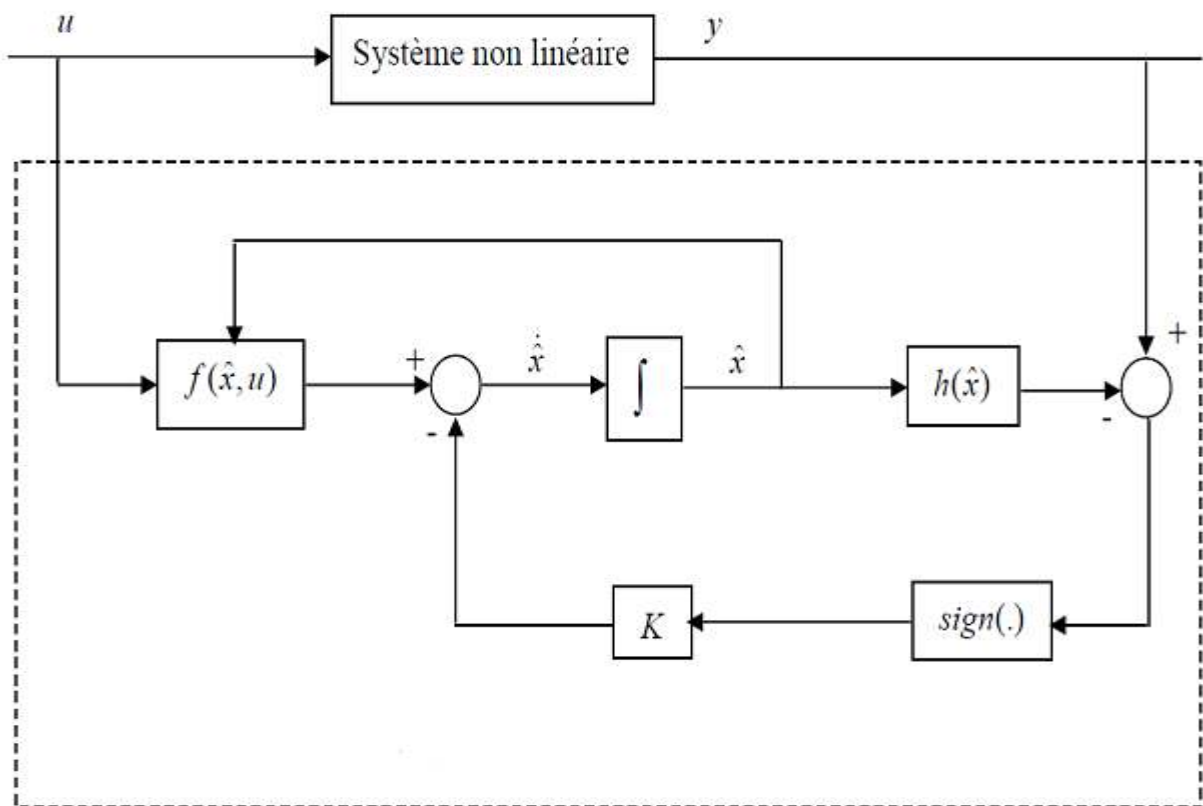 u
Système non linéaire
y
f(x̂,u)
+
-
x̂̇
∫
x̂
h(x̂)
+
-
K
sign(.)